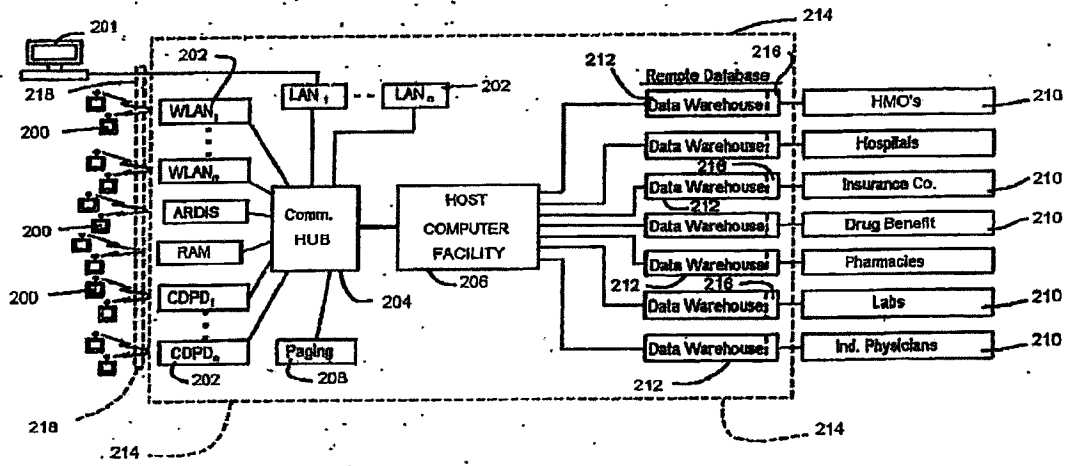 214
201
202
212
216
Remote Database
218
LAN1
LANn
202
WLAN1
Data Warehouse
HMO's
210
200
Data Warehouse
Hospitals
216
WLANn
Data Warehouse
Insurance Co.
210
212
ARDIS
Comm.
HUB
HOST
COMPUTER
FACILITY
Data Warehouse
Drug Benefit
210
200
RAM
Data Warehouse
Pharmacies
206
212
216
200
CDPD1
204
Data Warehouse
Labs
210
CDPDn
Paging
Data Warehouse
Ind. Physicians
210
202
208
212
218
214
214